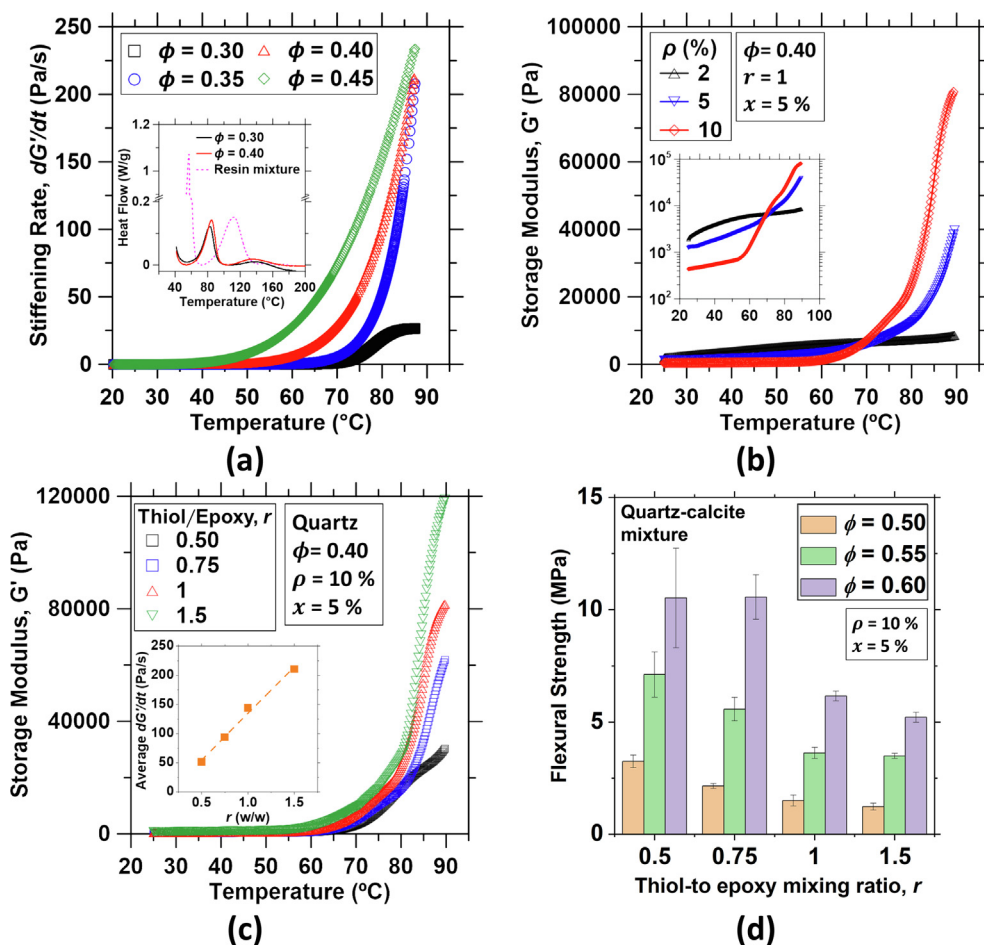 Stiffening Rate, dG'/dt (Pa/s)
250
200
150
100
50
0
ϕ = 0.30
ϕ = 0.40
ϕ = 0.35
ϕ = 0.45
Heat Flow (W/g)
1.2
1
0.2
0
ϕ = 0.30
ϕ = 0.40
Resin mixture
40 80 120 160 200
Temperature (°C)
20 30 40 50 60 70 80 90
Temperature (°C)
(a)
Storage Modulus, G' (Pa)
100000
80000
60000
40000
20000
0
ρ (%)
2
5
10
ϕ= 0.40
r = 1
x = 5 %
10⁵
10⁴
10³
10²
20 40 60 80 100
20 30 40 50 60 70 80 90
Temperature (ºC)
(b)
Storage Modulus, G' (Pa)
120000
80000
40000
0
Thiol/Epoxy, r
0.50
0.75
1
1.5
Quartz
ϕ= 0.40
ρ = 10 %
x = 5 %
Average dG'/dt (Pa/s)
250
200
150
100
50
0
0.5 1.0 1.5
r (w/w)
20 30 40 50 60 70 80 90
Temperature (ºC)
(c)
Flexural Strength (MPa)
15
10
5
0
Quartz-calcite
mixture
ϕ = 0.50
ϕ = 0.55
ϕ = 0.60
ρ = 10 %
x = 5 %
0.5 0.75 1 1.5
Thiol-to epoxy mixing ratio, r
(d)